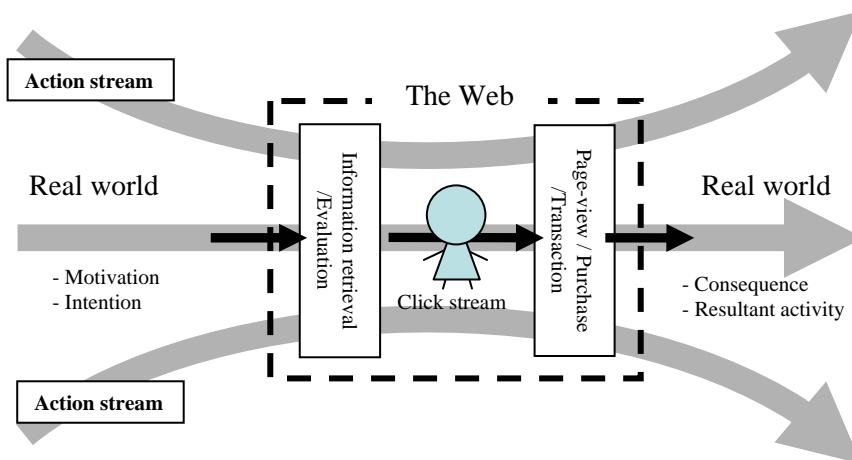 Action stream
The Web
Real world
- Motivation
- Intention
Information retrieval
/Evaluation
Click stream
Page-view / Purchase
/Transaction
Real world
- Consequence
- Resultant activity
Action stream